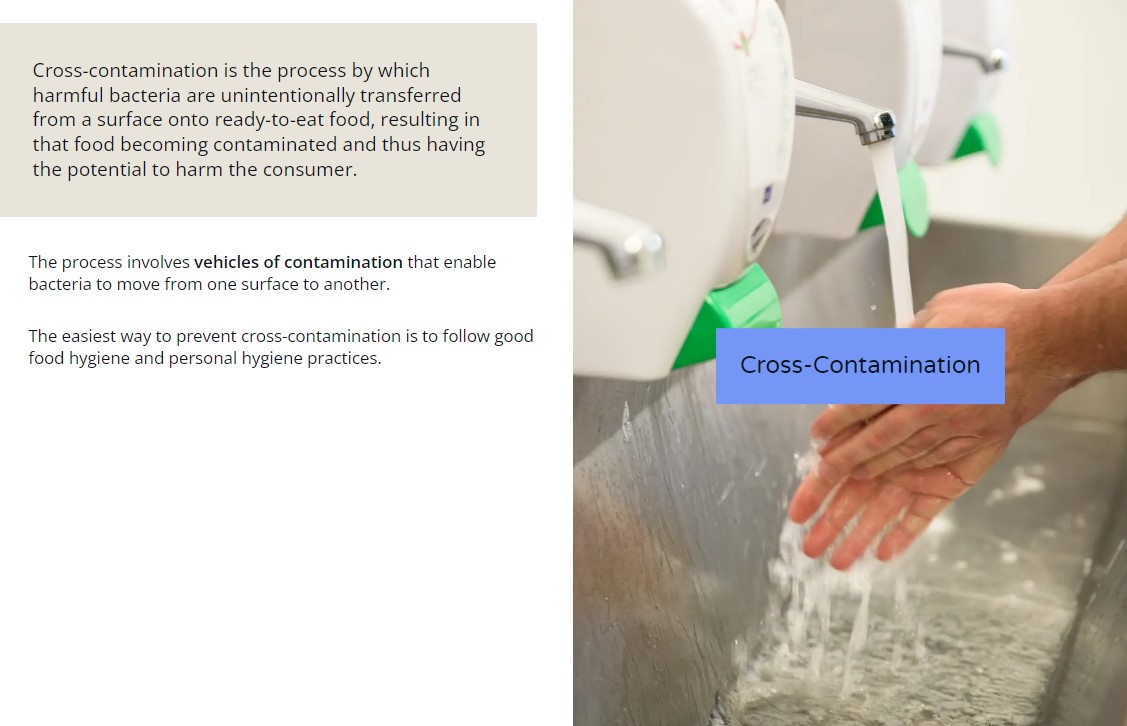 Cross-contamination is the process by which
harmful bacteria are unintentionally transferred
from a surface onto ready-to-eat food, resulting in
that food becoming contaminated and thus having
the potential to harm the consumer.
The process involves vehicles of contamination that enable
bacteria to move from one surface to another.
The easiest way to prevent cross-contamination is to follow good
food hygiene and personal hygiene practices.
Cross-Contamination